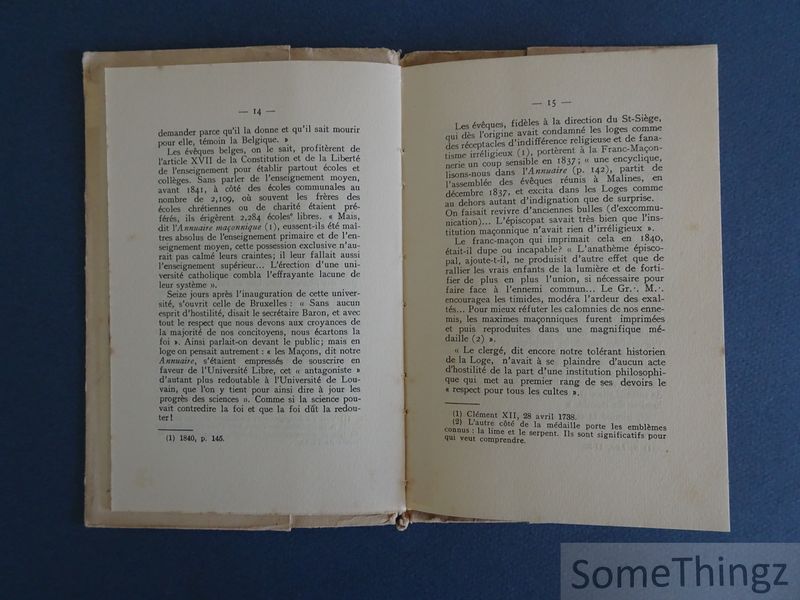 — 14 —
demander parce qu'il la donne et qu'il sait mourir
pour elle, témoin la Belgique. »
Les évêques belges, on le sait, profitèrent de
l'article XVII de la Constitution et de la Liberté
de l'enseignement pour établir partout écoles et
collèges. Sans parler de l'enseignement moyen,
avant 1841, à côté des écoles communales au
nombre de 2,109, où souvent les frères des
écoles chrétiennes ou de charité étaient pré-
férés, ils érigèrent 2,284 écoles libres. « Mais,
dit l'Annuaire maçonnique (1), eussent-ils été maî-
tres absolus de l'enseignement primaire et de l'en-
seignement moyen, cette possession exclusive n'au-
rait pas calmé leurs craintes; il leur fallait aussi
l'enseignement supérieur... L'érection d'une uni-
versité catholique combla l'effrayante lacune de
leur système ».
Seize jours après l'inauguration de cette univer-
sité, s'ouvrit celle de Bruxelles : « Sans aucun
esprit d'hostilité, disait le secrétaire Baron, et avec
tout le respect que nous devons aux croyances de
la majorité de nos concitoyens, nous écartons la
foi ». Ainsi parlait-on devant le public; mais en
loge on pensait autrement : « les Maçons, dit notre
Annuaire, s'étaient empressés de souscrire en
faveur de l'Université Libre, cet « antagoniste »
d'autant plus redoutable à l'Université de Lou-
vain, que l'on y tient pour ainsi dire à jour les
progrès des sciences ». Comme si la science pou-
vait contredire la foi et que la foi dût la redou-
ter!
(1) 1840, p. 145.
— 15 —
Les évêques, fidèles à la direction du St-Siège,
qui dès l'origine avait condamné les loges comme
des réceptacles d'indifférence religieuse et de fana-
tisme irréligieux (1), portèrent à la Franc-Maçon-
nerie un coup sensible en 1837; « une encyclique,
lisons-nous dans l'Annuaire (p. 142), partit de
l'assemblée des évêques réunis à Malines, en
décembre 1837, et excita dans les Loges comme
au dehors autant d'indignation que de surprise.
On faisait revivre d'anciennes bulles (d'excommu-
nication)... L'épiscopat savait très bien que l'ins-
titution maçonnique n'avait rien d'irréligieux ».
Le franc-maçon qui imprimait cela en 1840,
était-il dupe ou incapable? « L'anathème épisco-
pal, ajoute-t-il, ne produisit d'autre effet que de
rallier les vrais enfants de la lumière et de forti-
fier de plus en plus l'union, si nécessaire pour
faire face à l'ennemi commun... Le Gr.·. M.·.
encouragea les timides, modéra l'ardeur des exal-
tés... Pour mieux réfuter les calomnies de nos enne-
mis, les maximes maçonniques furent imprimées
et puis reproduites dans une magnifique mé-
daille (2) ».
« Le clergé, dit encore notre tolérant historien
de la Loge, n'avait à se plaindre d'aucun acte
d'hostilité de la part d'une institution philosophi-
que qui met au premier rang de ses devoirs le
« respect pour tous les cultes ».
(1) Clément XII, 28 avril 1738.
(2) L'autre côté de la médaille porte les emblèmes
connus : la lime et le serpent. Ils sont significatifs pour
qui veut comprendre.
SomeThingz